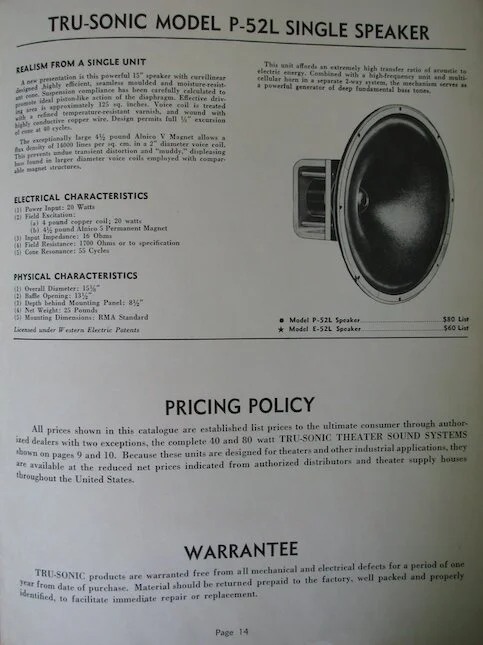 TRU-SONIC MODEL P-52L SINGLE SPEAKER
REALISM FROM A SINGLE UNIT
A new presentation is this powerful 15" speaker with curvilinear
designed highly efficient, seamless moulded and moisture-resist-
ant cone. Suspension compliance has been carefully calculated to
promote ideal piston-like action of the diaphragm. Effective driv-
ing area is approximately 125 sq. inches. Voice coil is treated
with a refined temperature-resistant varnish, and wound with
highly conductive copper wire. Design permits full ½" excursion
of cone at 40 cycles.
The exceptionally large 4½ pound Alnico V Magnet allows a
flux density of 14000 lines per sq. cm. in a 2" diameter voice coil.
This prevents undue transient distortion and "muddy," displeasing
bass found in larger diameter voice coils employed with compar-
able magnet structures.
This unit affords an extremely high transfer ratio of acoustic to
electric energy. Combined with a high-frequency unit and multi-
cellular horn in a separate 2-way system, the mechanism serves as
a powerful generator of deep fundamental bass tones.
ELECTRICAL CHARACTERISTICS
(1) Power Input: 20 Watts
(2) Field Excitation:
(a) 4 pound copper coil; 20 watts
(b) 4½ pound Alnico 5 Permanent Magnet
(3) Input Impedance: 16 Ohms
(4) Field Resistance: 1700 Ohms or to specification
(5) Cone Resonance: 55 Cycles
PHYSICAL CHARACTERISTICS
(1) Overall Diameter: 15⅛"
(2) Baffle Opening: 13½"
(3) Depth behind Mounting Panel: 8½"
(4) Net Weight: 25 Pounds
(5) Mounting Dimensions: RMA Standard
Licensed under Western Electric Patents
● Model P-52L Speaker $80 List
★ Model E-52L Speaker $60 List
PRICING POLICY
All prices shown in this catalogue are established list prices to the ultimate consumer through author-
ized dealers with two exceptions, the complete 40 and 80 watt TRU-SONIC THEATER SOUND SYSTEMS
shown on pages 9 and 10. Because these units are designed for theaters and other industrial applications, they
are available at the reduced net prices indicated from authorized distributors and theater supply houses
throughout the United States.
WARRANTEE
TRU-SONIC products are warranted free from all mechanical and electrical defects for a period of one
year from date of purchase. Material should be returned prepaid to the factory, well packed and properly
identified, to facilitate immediate repair or replacement.
Page 14